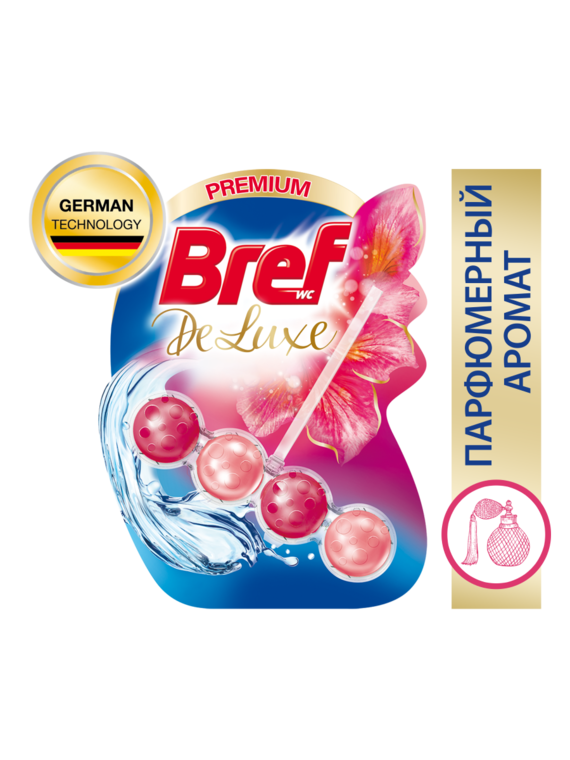 GERMAN
TECHNOLOGY
PREMIUM
Bref
WC
De Luxe
ПАРФЮМЕРНЫЙ
АРОМАТ